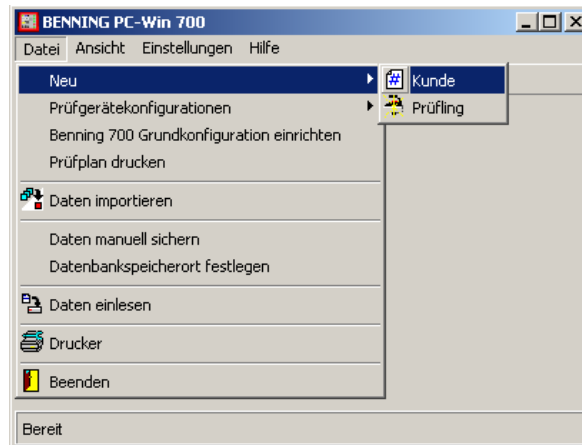 BENNING PC-Win 700
Datei Ansicht Einstellungen Hilfe
Neu
Kunde
Prüfgerätekonfigurationen
Prüfling
Benning 700 Grundkonfiguration einrichten
Prüfplan drucken
Daten importieren
Daten manuell sichern
Datenbankspeicherort festlegen
Daten einlesen
Drucker
Beenden
Bereit